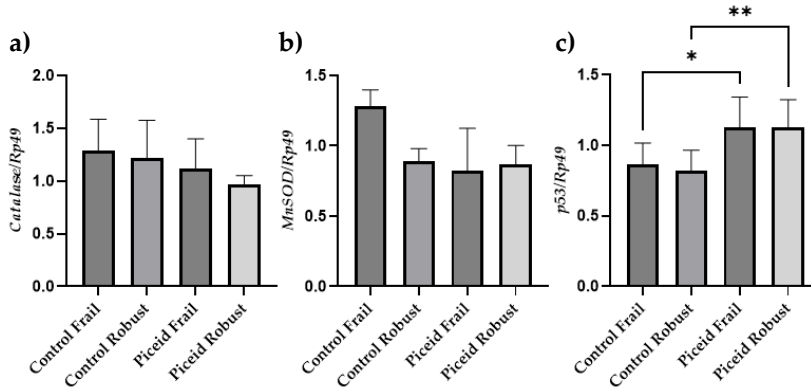 a)
Catalase/Rp49
2.0
1.5
1.0
0.5
0.0
Control Frail
Control Robust
Piceid Frail
Piceid Robust
b)
MnSOD/Rp49
1.5
1.0
0.5
0.0
Control Frail
Control Robust
Piceid Frail
Piceid Robust
c)
**
*
p53/Rp49
1.5
1.0
0.5
0.0
Control Frail
Control Robust
Piceid Frail
Piceid Robust